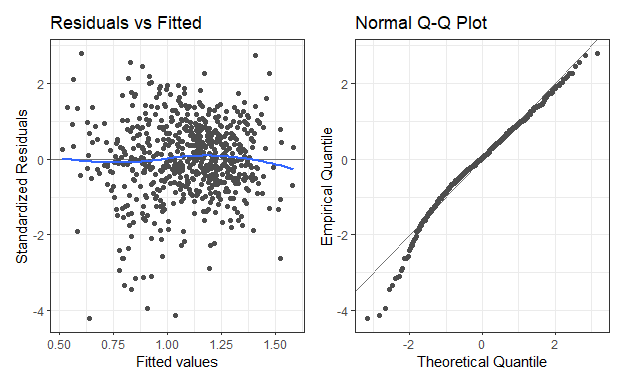 Residuals vs Fitted
Normal Q-Q Plot
Standardized Residuals
2
0
-2
-4
0.50
0.75
1.00
1.25
1.50
Fitted values
Empirical Quantile
2
0
-2
-4
-2
0
2
Theoretical Quantile